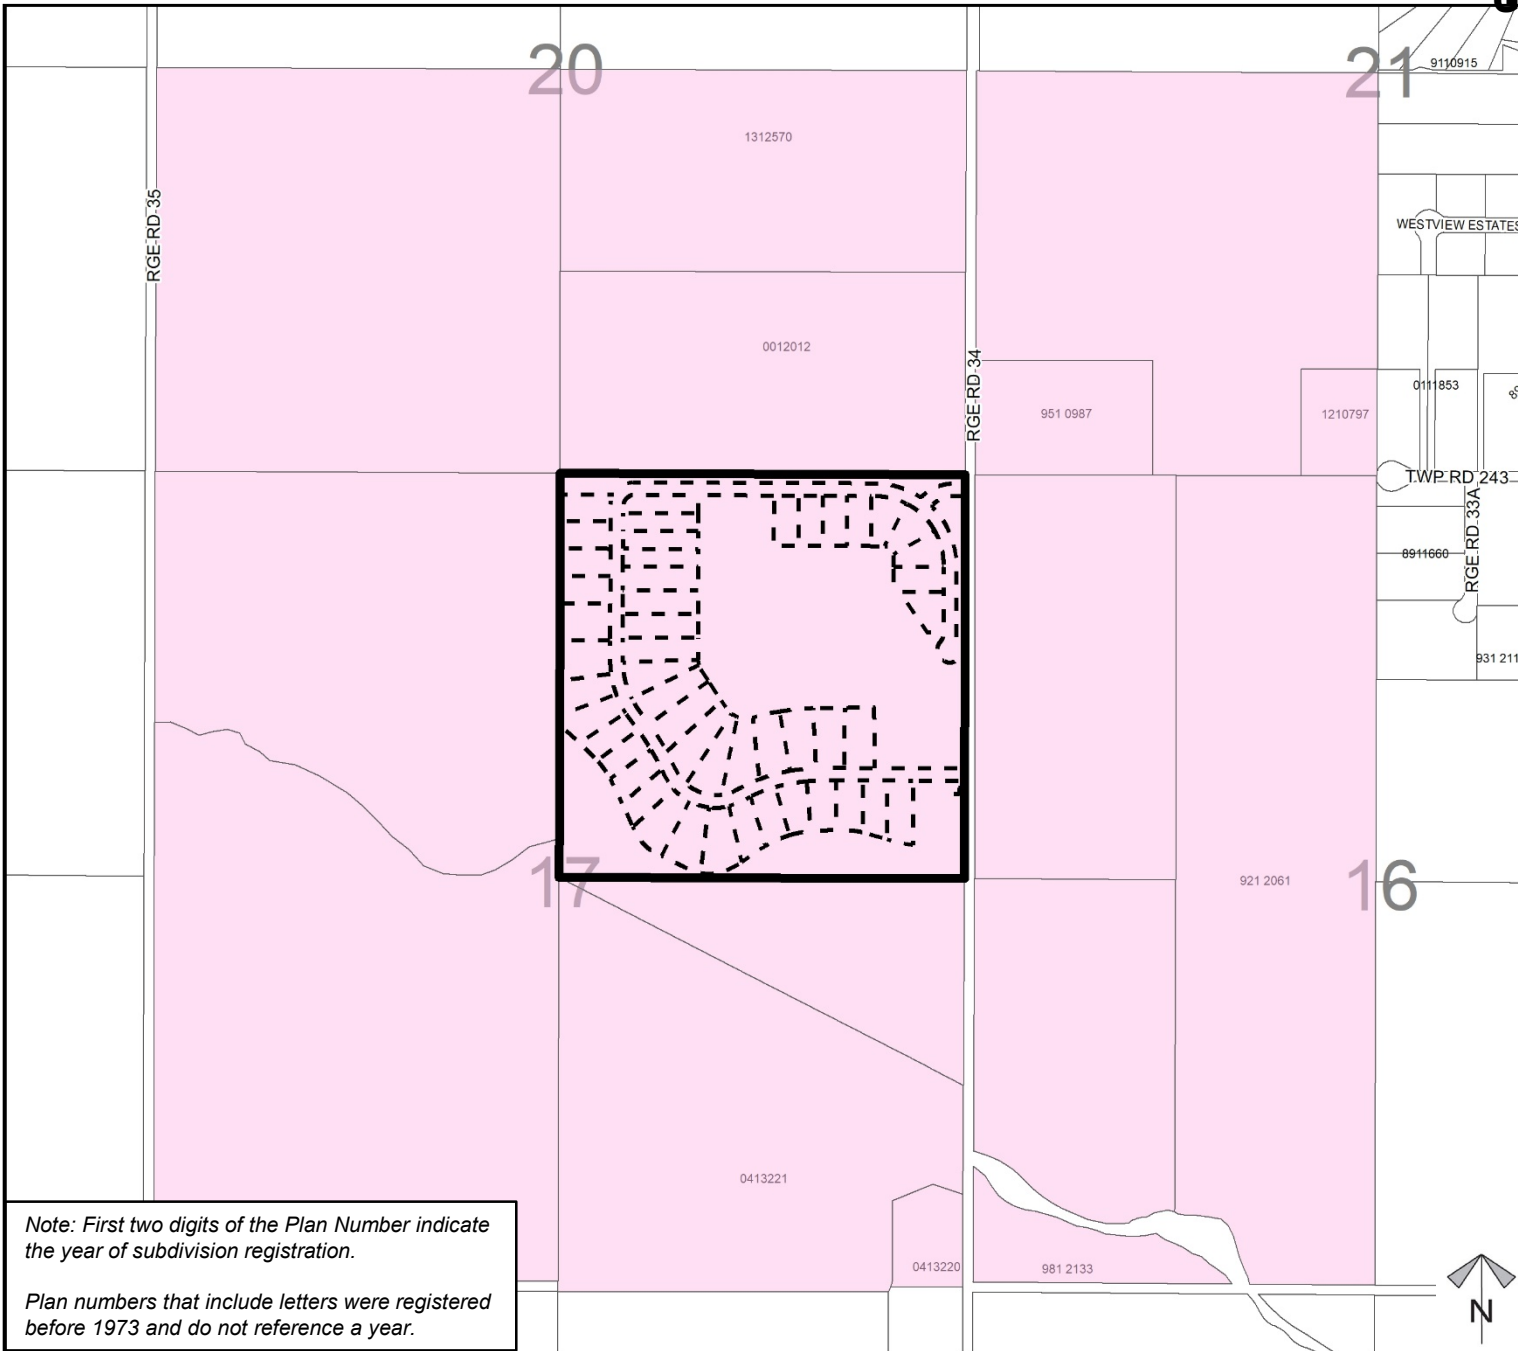 20
21
9110915
1312570
RGE-RD-35
WESTVIEW ESTATES
0012012
RGE-RD-34
951 0987
1210797
0111853
TWP RD 243
RGE-RD-33A
8911660
931 211
17
921 2061
16
0413221
0413220
981 2133
Note: First two digits of the Plan Number indicate
the year of subdivision registration.
Plan numbers that include letters were registered
before 1973 and do not reference a year.
N